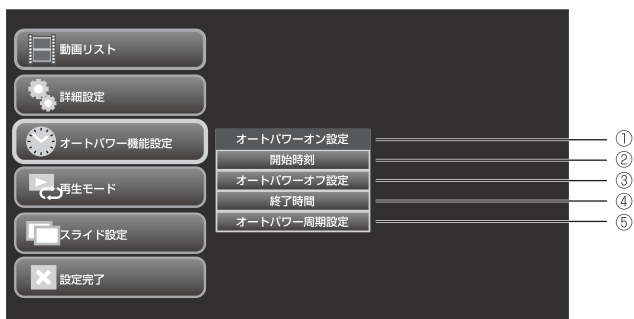 動画リスト
詳細設定
オートパワー機能設定
再生モード
スライド設定
設定完了
オートパワーオン設定
開始時刻
オートパワーオフ設定
終了時間
オートパワー周期設定
①
②
③
④
⑤